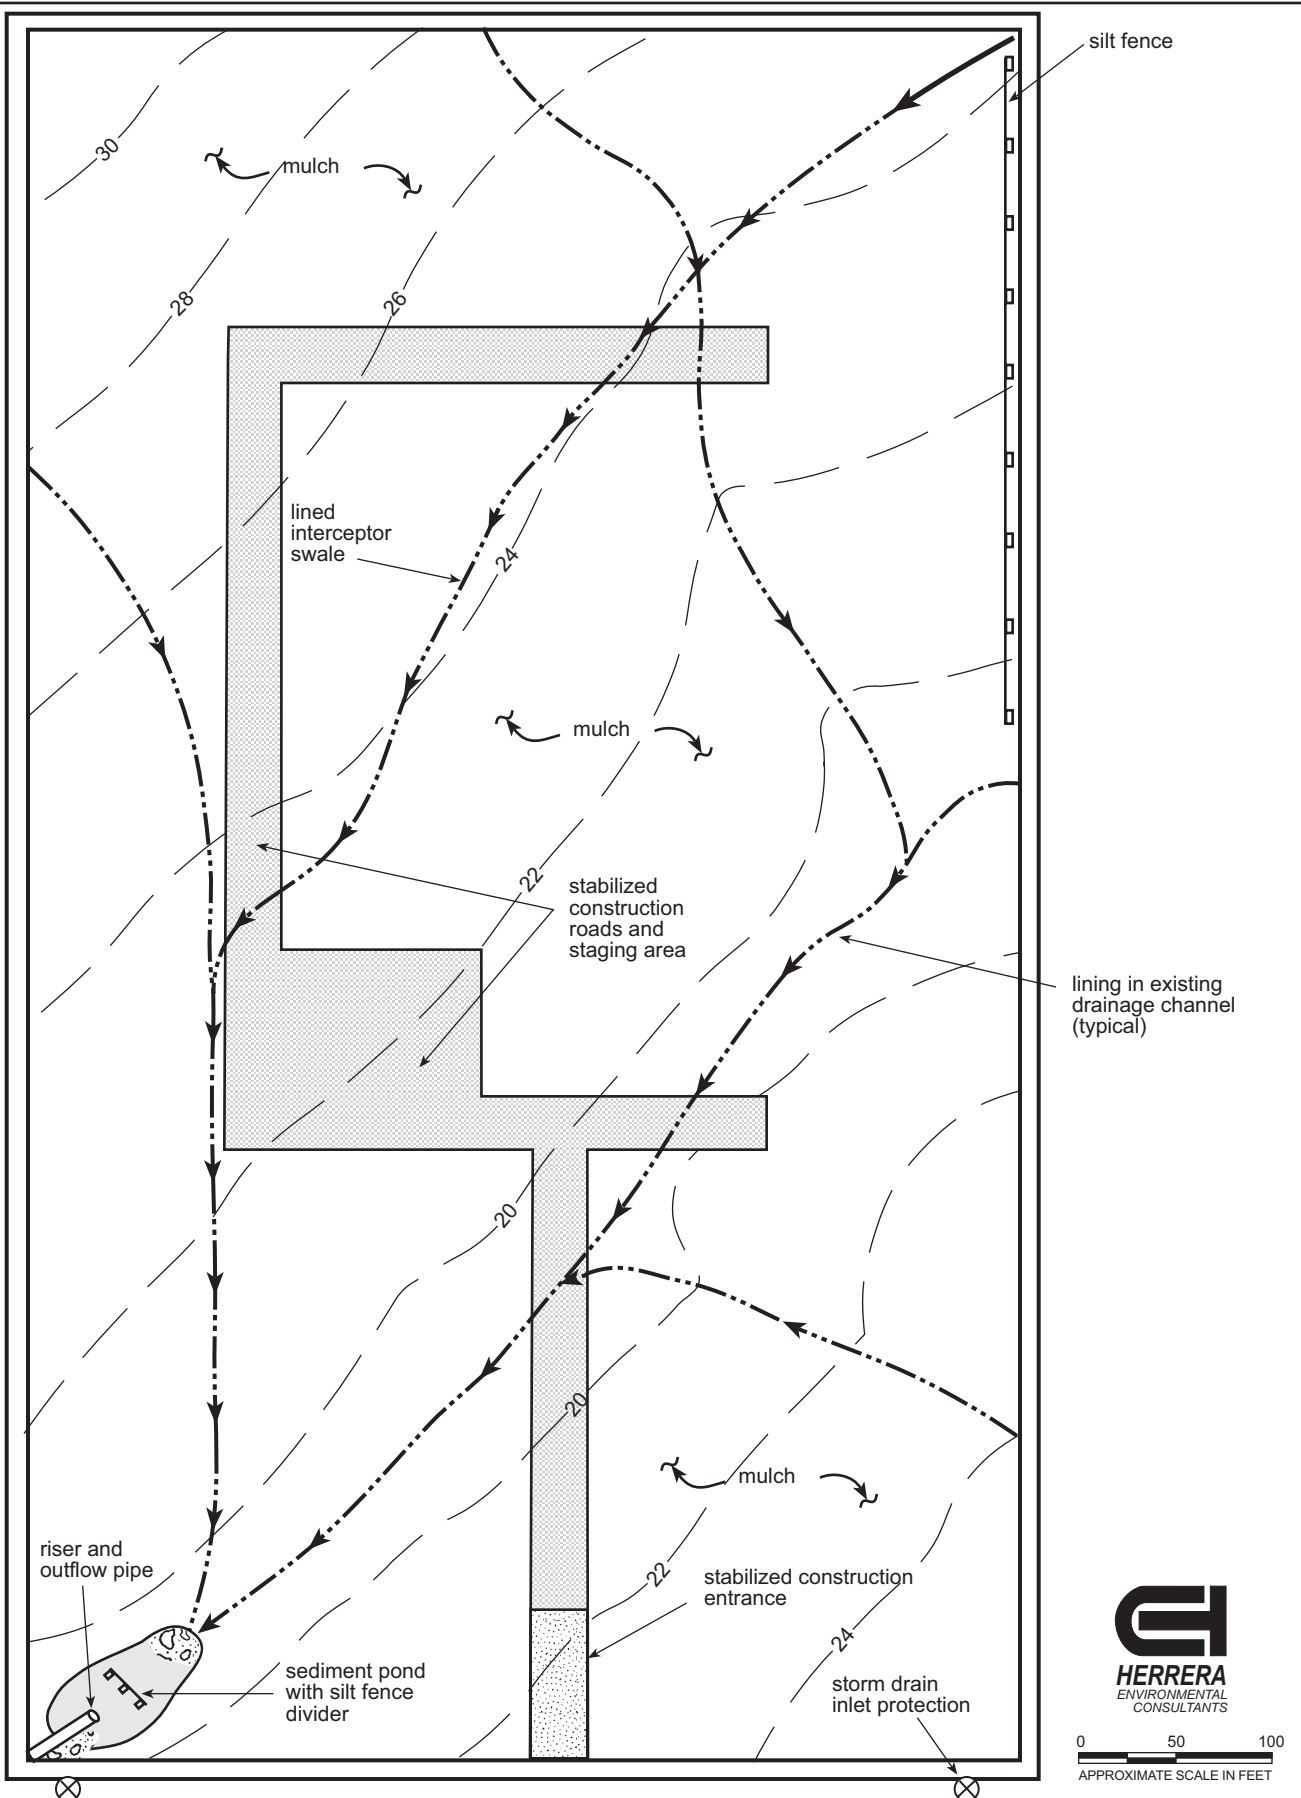 silt fence
30
mulch
28
26
lined
interceptor
swale
24
mulch
22
stabilized
construction
roads and
staging area
lining in existing
drainage channel
(typical)
20
20
mulch
riser and
outflow pipe
22
stabilized construction
entrance
24
sediment pond
with silt fence
divider
storm drain
inlet protection
HERRERA
ENVIRONMENTAL
CONSULTANTS
0 50 100
APPROXIMATE SCALE IN FEET